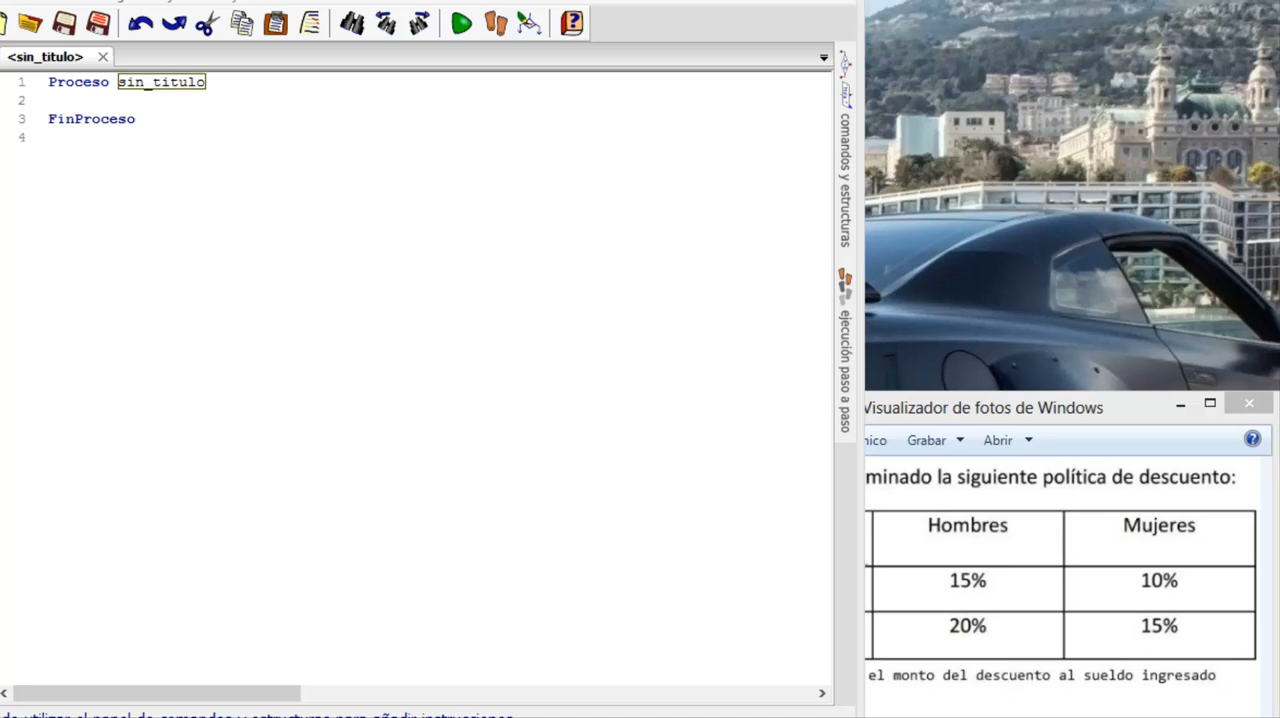 <sin_titulo>
1 Proceso sin_titulo
2
3 FinProceso
4
comandos y estructuras
ejecución paso a paso
Visualizador de fotos de Windows
Grabar
Abrir
la siguiente política de descuento:
Hombres Mujeres
15% 10%
20% 15%
el monto del descuento al sueldo ingresado